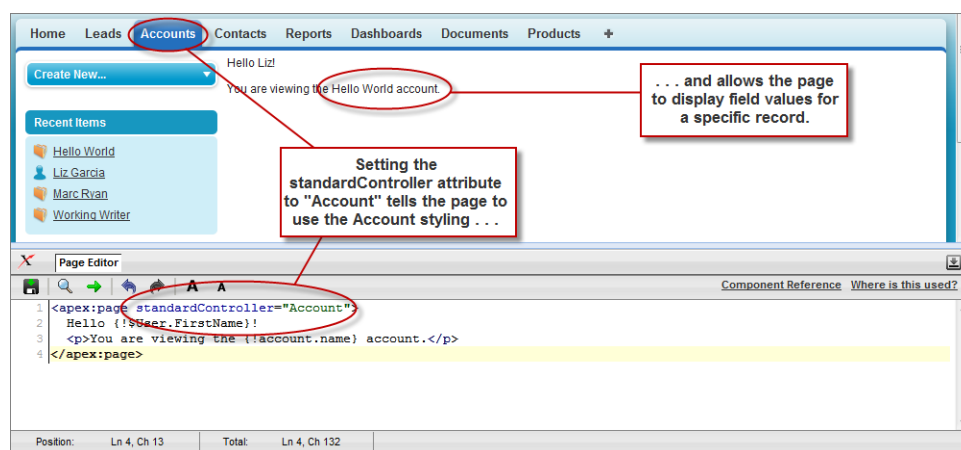 Home Leads Accounts Contacts Reports Dashboards Documents Products +
Create New...
Hello Liz!
You are viewing the Hello World account.
. . . and allows the page
to display field values for
a specific record.
Recent Items
Hello World
Liz Garcia
Marc Ryan
Working Writer
Setting the
standardController attribute
to "Account" tells the page to
use the Account styling . . .
Page Editor
A A
Component Reference Where is this used?
1 <apex:page standardController="Account">
2 Hello {!$User.FirstName}!
3 <p>You are viewing the {!account.name} account.</p>
4 </apex:page>
Position: Ln 4, Ch 13 Total: Ln 4, Ch 132